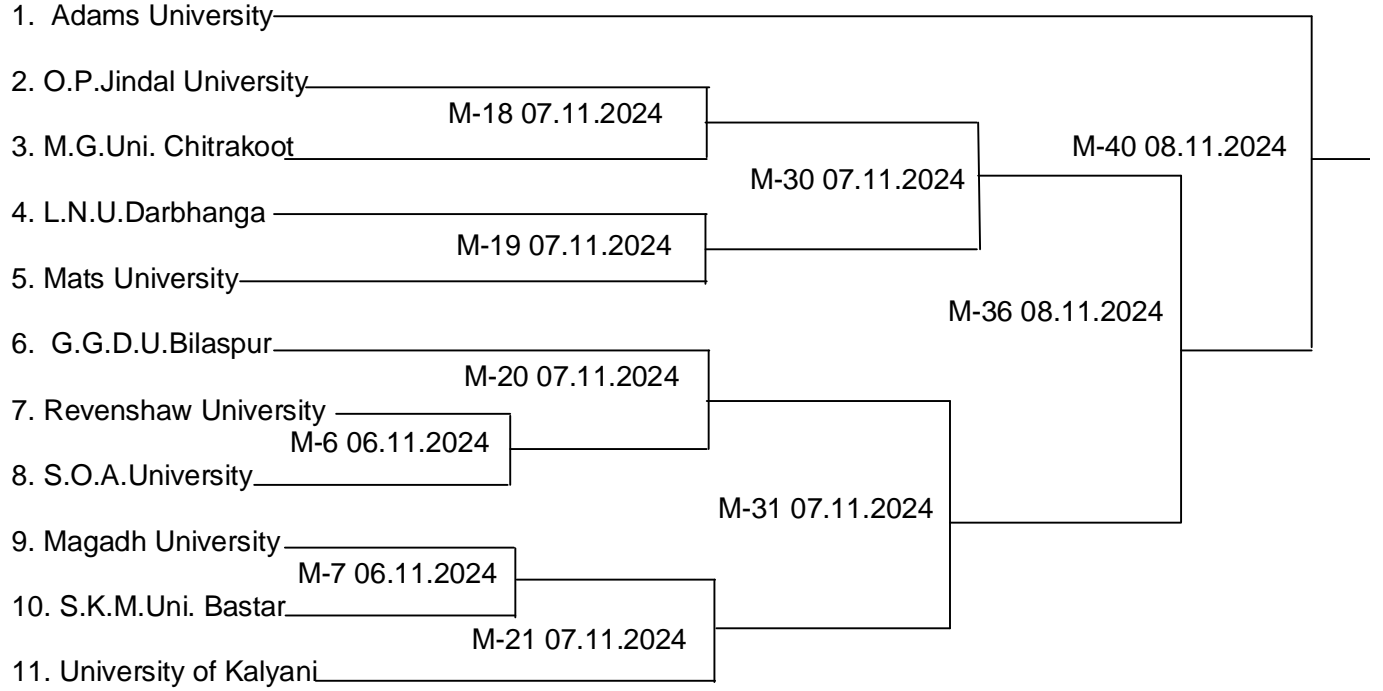 1. Adams University
2. O.P.Jindal University
M-18 07.11.2024
3. M.G.Uni. Chitrakoot
M-40 08.11.2024
M-30 07.11.2024
4. L.N.U.Darbhanga
M-19 07.11.2024
5. Mats University
M-36 08.11.2024
6. G.G.D.U.Bilaspur
M-20 07.11.2024
7. Revenshaw University
M-6 06.11.2024
8. S.O.A.University
M-31 07.11.2024
9. Magadh University
M-7 06.11.2024
10. S.K.M.Uni. Bastar
M-21 07.11.2024
11. University of Kalyani